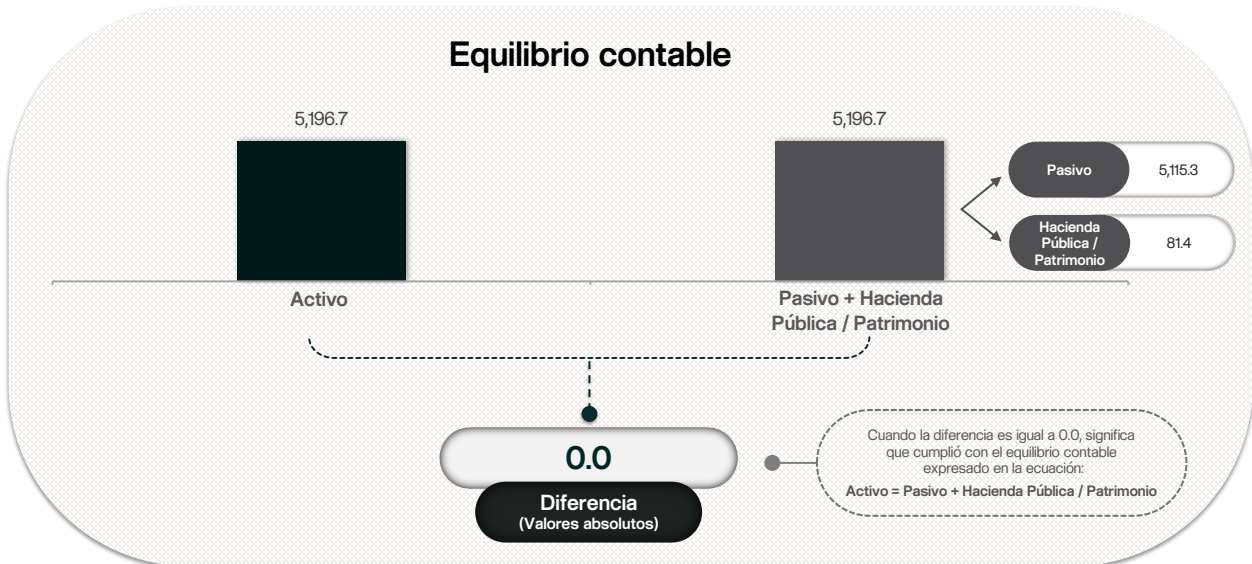 Equilibrio contable
5,196.7
5,196.7
Pasivo
5,115.3
Hacienda
Pública /
Patrimonio
81.4
Activo
Pasivo + Hacienda
Pública / Patrimonio
0.0
Diferencia
(Valores absolutos)
Cuando la diferencia es igual a 0.0, significa
que cumplió con el equilibrio contable
expresado en la ecuación:
Activo = Pasivo + Hacienda Pública / Patrimonio